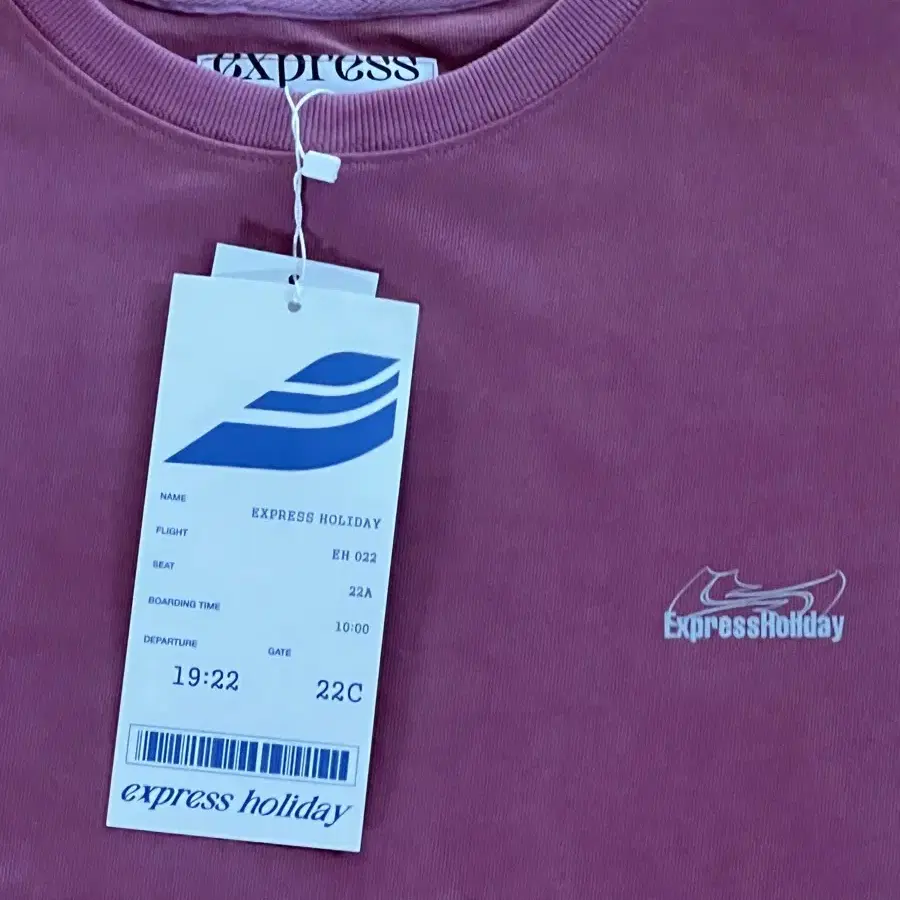 express
NAME
EXPRESS HOLIDAY
FLIGHT
EH 022
SEAT
22A
BOARDING TIME
10:00
DEPARTURE
GATE
19:22
22C
express holiday
ExpressHoliday